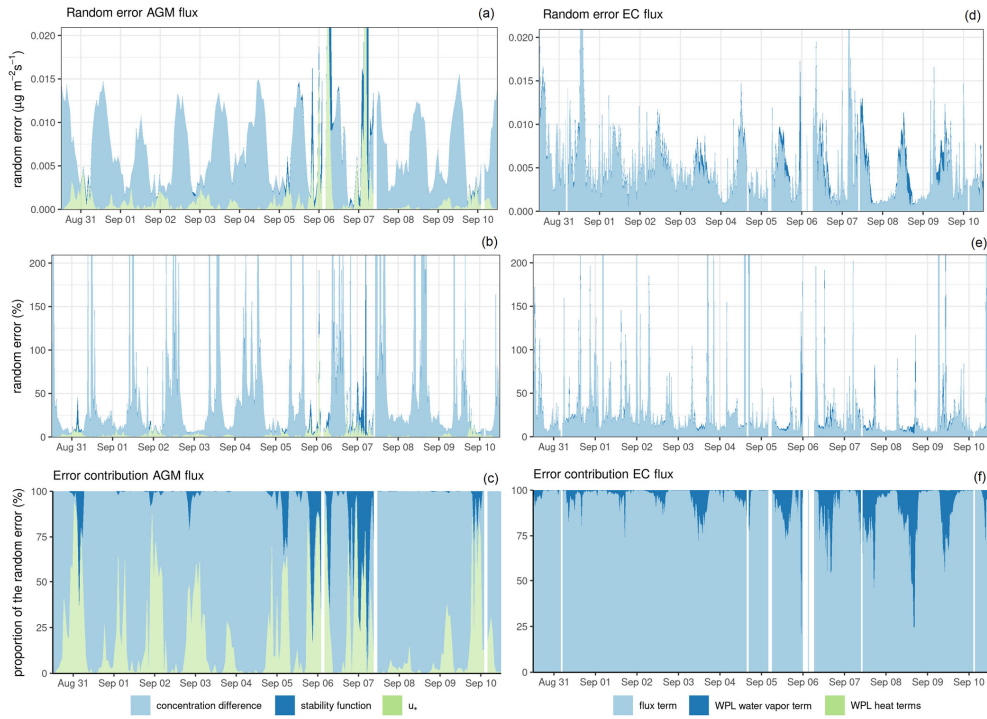 Random error AGM flux
(a)
random error (µg m−2s−1)
0.020
0.015
0.010
0.005
0.000
Aug 31 Sep 01 Sep 02 Sep 03 Sep 04 Sep 05 Sep 06 Sep 07 Sep 08 Sep 09 Sep 10
Random error EC flux
(d)
0.020
0.015
0.010
0.005
0.000
Aug 31 Sep 01 Sep 02 Sep 03 Sep 04 Sep 05 Sep 06 Sep 07 Sep 08 Sep 09 Sep 10
(b)
random error (%)
200
150
100
50
0
Aug 31 Sep 01 Sep 02 Sep 03 Sep 04 Sep 05 Sep 06 Sep 07 Sep 08 Sep 09 Sep 10
(e)
200
150
100
50
0
Aug 31 Sep 01 Sep 02 Sep 03 Sep 04 Sep 05 Sep 06 Sep 07 Sep 08 Sep 09 Sep 10
Error contribution AGM flux
(c)
proportion of the random error (%)
100
75
50
25
0
Aug 31 Sep 01 Sep 02 Sep 03 Sep 04 Sep 05 Sep 06 Sep 07 Sep 08 Sep 09 Sep 10
concentration difference stability function u*
Error contribution EC flux
(f)
100
75
50
25
0
Aug 31 Sep 01 Sep 02 Sep 03 Sep 04 Sep 05 Sep 06 Sep 07 Sep 08 Sep 09 Sep 10
flux term WPL water vapor term WPL heat terms